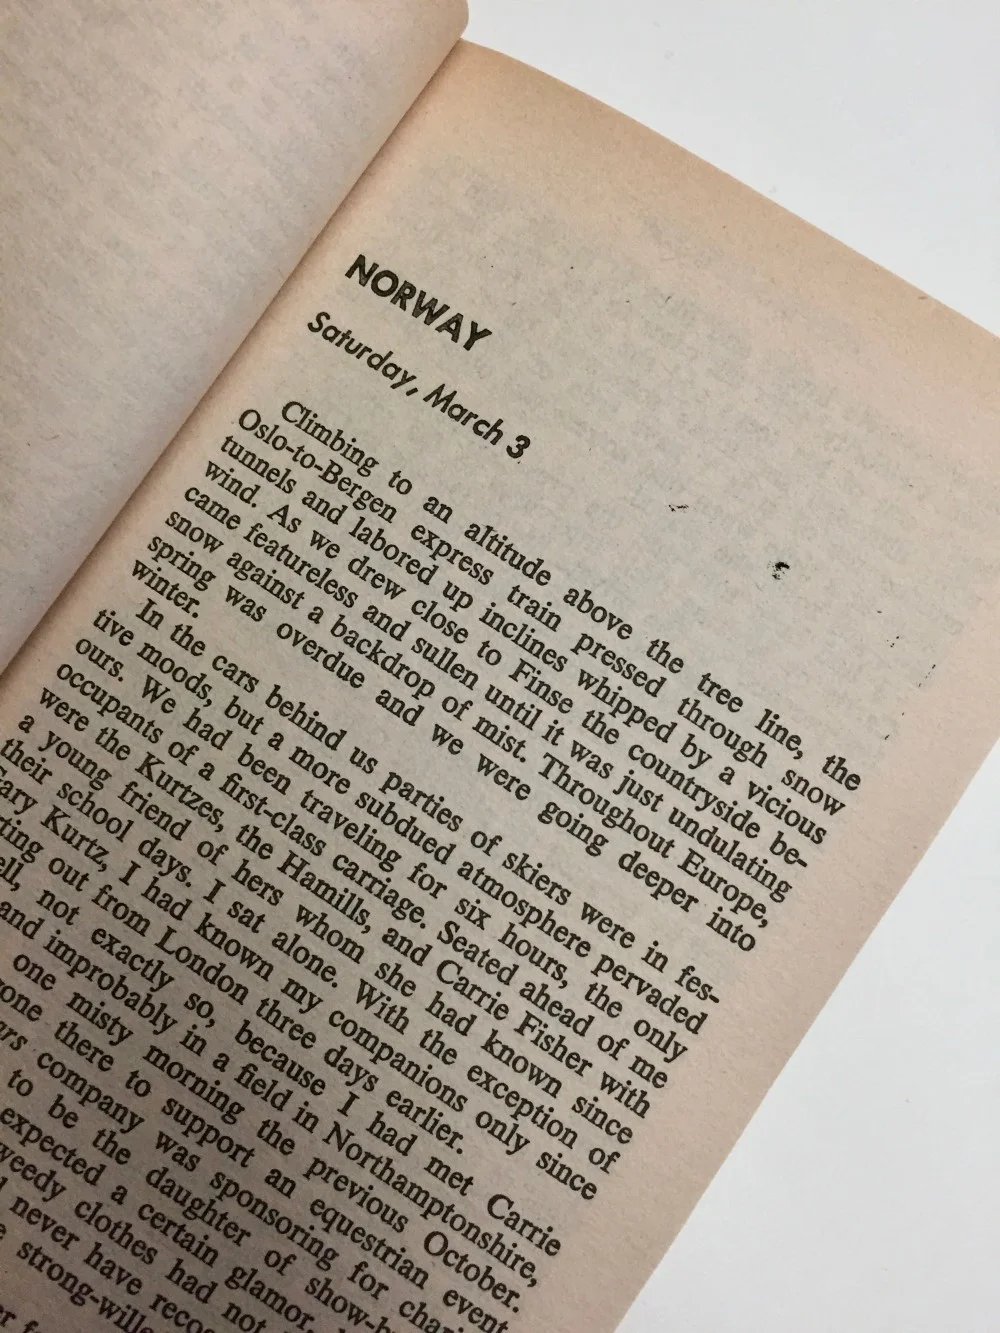 NORWAY
Saturday, March 3
Climbing to an altitude above the tree line, the
Oslo-to-Bergen express train pressed through snow
tunnels and labored up inclines whipped by a vicious
wind. As we drew close to Finse the countryside be-
came featureless and sullen until it was just undulating
snow against a backdrop of mist. Throughout Europe,
spring was overdue and we were going deeper into
winter.
In the cars behind us parties of skiers were in fes-
tive moods, but a more subdued atmosphere pervaded
ours. We had been traveling for six hours, the only
occupants of a first-class carriage. Seated ahead of me
were the Kurtzes, the Hamills, and Carrie Fisher with
a young friend of hers whom she had known since
their school days. I sat alone. With the exception of
Kurtz, I had known my companions only since
out from London three days earlier.
not exactly so, because I had met Carrie
and improbably in a field in Northamptonshire,
one misty morning the previous October.
there to support an equestrian event
company was sponsoring for
to be the daughter of
expected a certain glamor.
clothes had not
never have